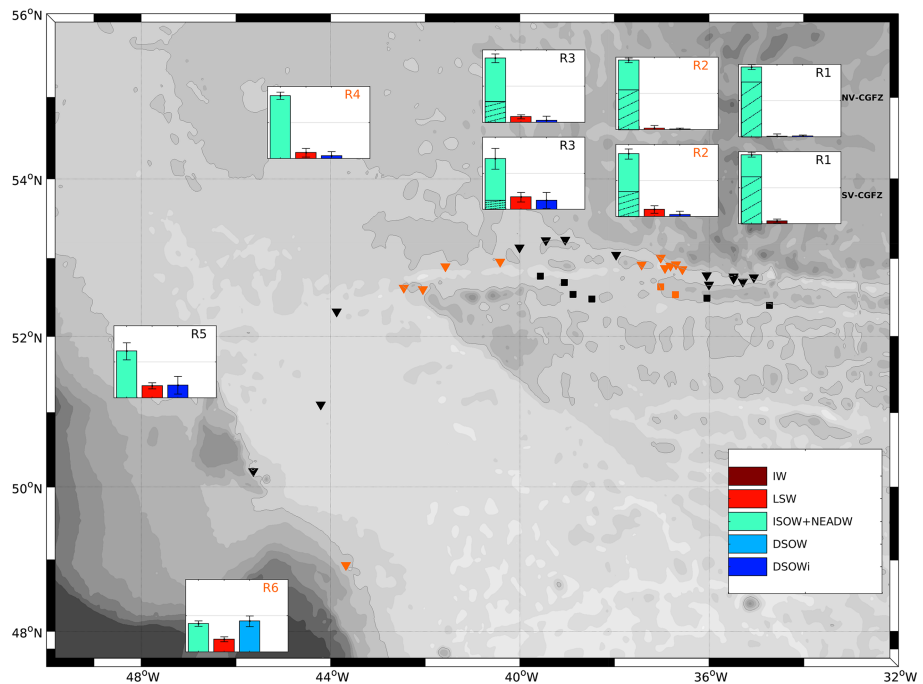 56°N
R3
R2
R1
R4
NV-CGFZ
R3
R2
R1
54°N
SV-CGFZ
52°N
R5
50°N
IW
LSW
ISOW+NEADW
DSOW
DSOWi
R6
48°N
48°W
44°W
40°W
36°W
32°W